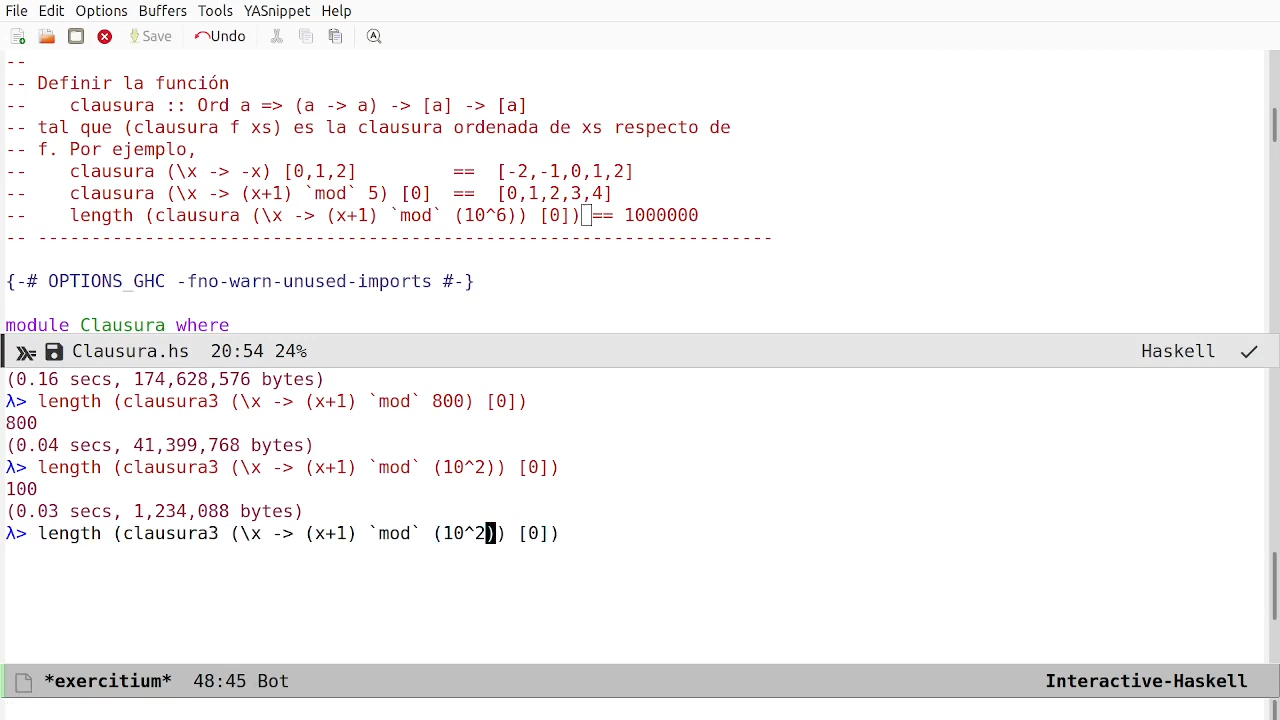 File Edit Options Buffers Tools YASnippet Help
Save Undo
--
-- Definir la función
--    clausura :: Ord a => (a -> a) -> [a] -> [a]
-- tal que (clausura f xs) es la clausura ordenada de xs respecto de
-- f. Por ejemplo,
--    clausura (\x -> -x) [0,1,2]         ==  [-2,-1,0,1,2]
--    clausura (\x -> (x+1) `mod` 5) [0]  ==  [0,1,2,3,4]
--    length (clausura (\x -> (x+1) `mod` (10^6)) [0]) == 1000000
-- ---------------------------------------------------------------------
{-# OPTIONS_GHC -fno-warn-unused-imports #-}
module Clausura where
Clausura.hs 20:54 24% Haskell
(0.16 secs, 174,628,576 bytes)
λ> length (clausura3 (\x -> (x+1) `mod` 800) [0])
800
(0.04 secs, 41,399,768 bytes)
λ> length (clausura3 (\x -> (x+1) `mod` (10^2)) [0])
100
(0.03 secs, 1,234,088 bytes)
λ> length (clausura3 (\x -> (x+1) `mod` (10^2)) [0])
*exercitium* 48:45 Bot Interactive-Haskell